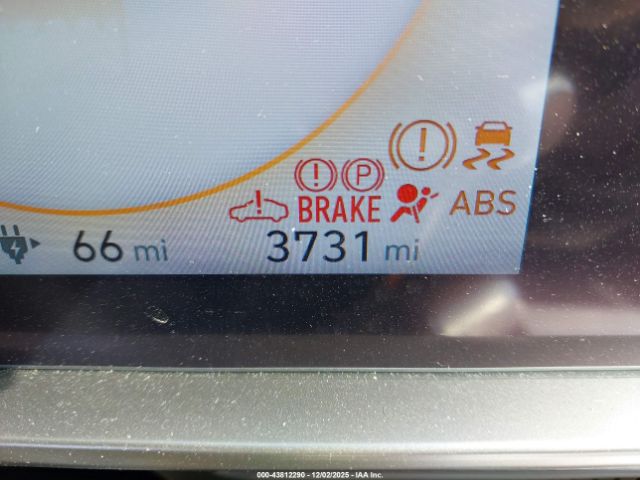 P
BRAKE
ABS
66 mi
3731 mi
000-43812290 - 12/02/2025 - IAA Inc.